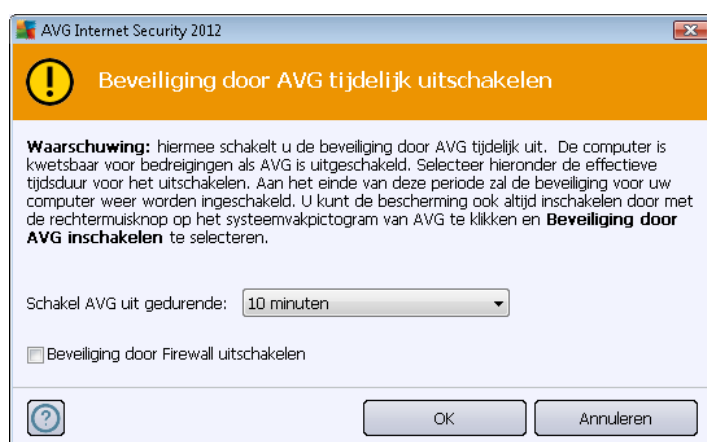 AVG Internet Security 2012
Beveiliging door AVG tijdelijk uitschakelen
Waarschuwing: hiermee schakelt u de beveiliging door AVG tijdelijk uit. De computer is
kwetsbaar voor bedreigingen als AVG is uitgeschakeld. Selecteer hieronder de effectieve
tijdsduur voor het uitschakelen. Aan het einde van deze periode zal de beveiliging voor uw
computer weer worden ingeschakeld. U kunt de bescherming ook altijd inschakelen door met
de rechtermuisknop op het systeemvakpictogram van AVG te klikken en Beveiliging door
AVG inschakelen te selecteren.
Schakel AVG uit gedurende: 10 minuten
Beveiliging door Firewall uitschakelen
? OK Annuleren